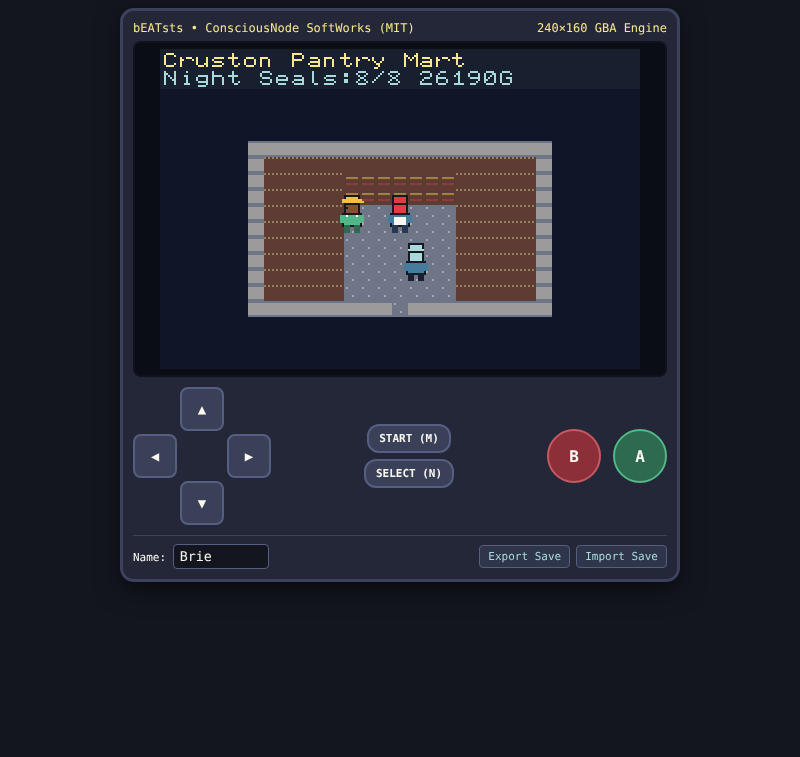 bEATsts • ConsciousNode SoftWorks (MIT)
240×160 GBA Engine
Cruston Pantry Mart
Night Seals:8/8 26190G
▲
◀
▶
▼
START (M)
SELECT (N)
B
A
Name:
Brie
Export Save
Import Save